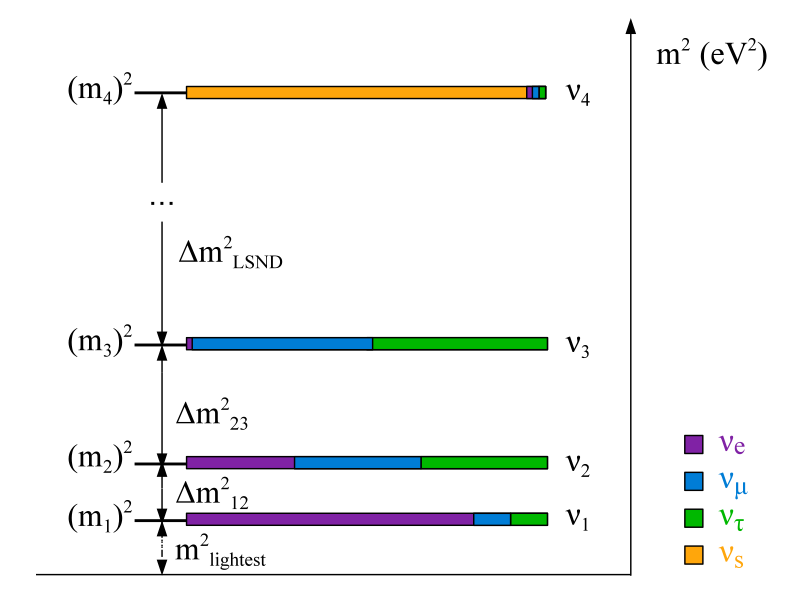 m² (eV²)
(m₄)² ν₄
...
Δm²LSND
(m₃)² ν₃
Δm²₂₃
(m₂)² ν₂
Δm²₁₂
(m₁)² ν₁
m²lightest
νe
νμ
ντ
νs